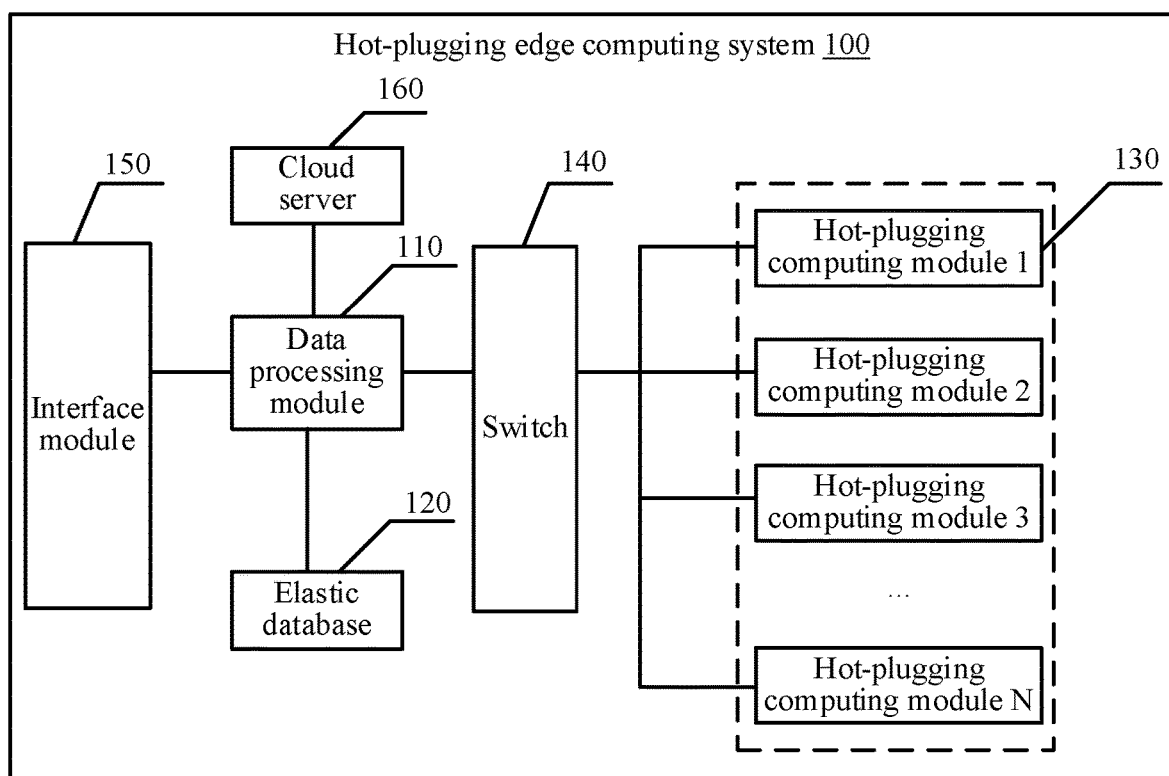 Hot-plugging edge computing system 100
160
150
Cloud
server
140
130
110
Hot-plugging
computing module 1
Data
processing
module
Hot-plugging
computing module 2
Interface
module
Switch
Hot-plugging
computing module 3
120
Elastic
database
...
Hot-plugging
computing module N